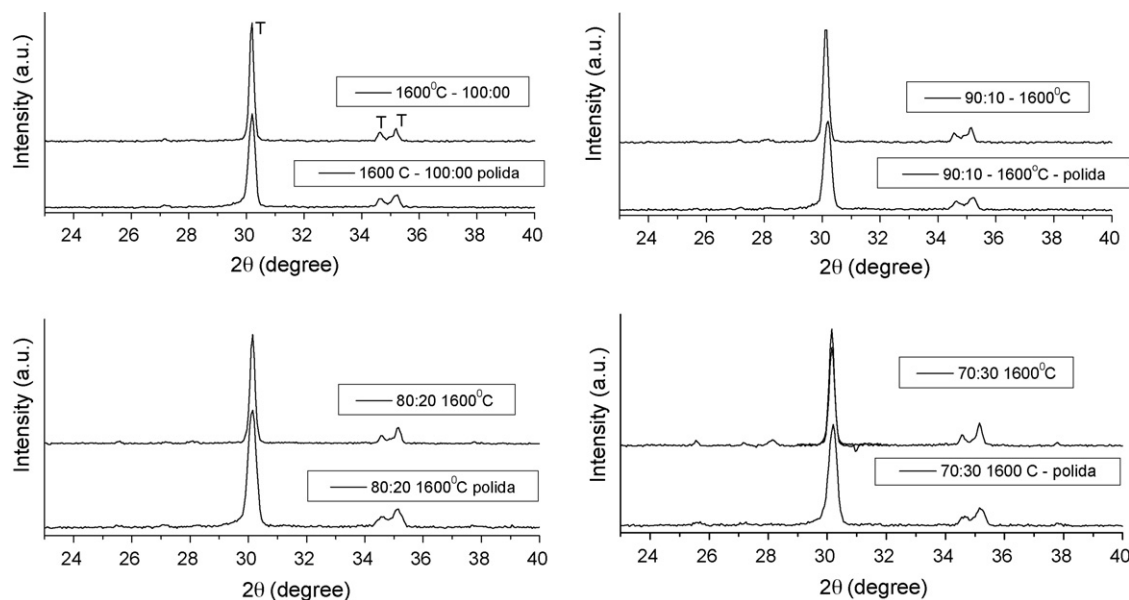 T
1600⁰C - 100:00
T T
1600 C - 100:00 polida
Intensity (a.u.)
24 26 28 30 32 34 36 38 40
2θ (degree)
90:10 - 1600⁰C
90:10 - 1600⁰C - polida
Intensity (a.u.)
24 26 28 30 32 34 36 38 40
2θ (degree)
80:20 1600⁰C
80:20 1600⁰C polida
Intensity (a.u.)
24 26 28 30 32 34 36 38 40
2θ (degree)
70:30 1600⁰C
70:30 1600 C - polida
Intensity (a.u.)
24 26 28 30 32 34 36 38 40
2θ (degree)